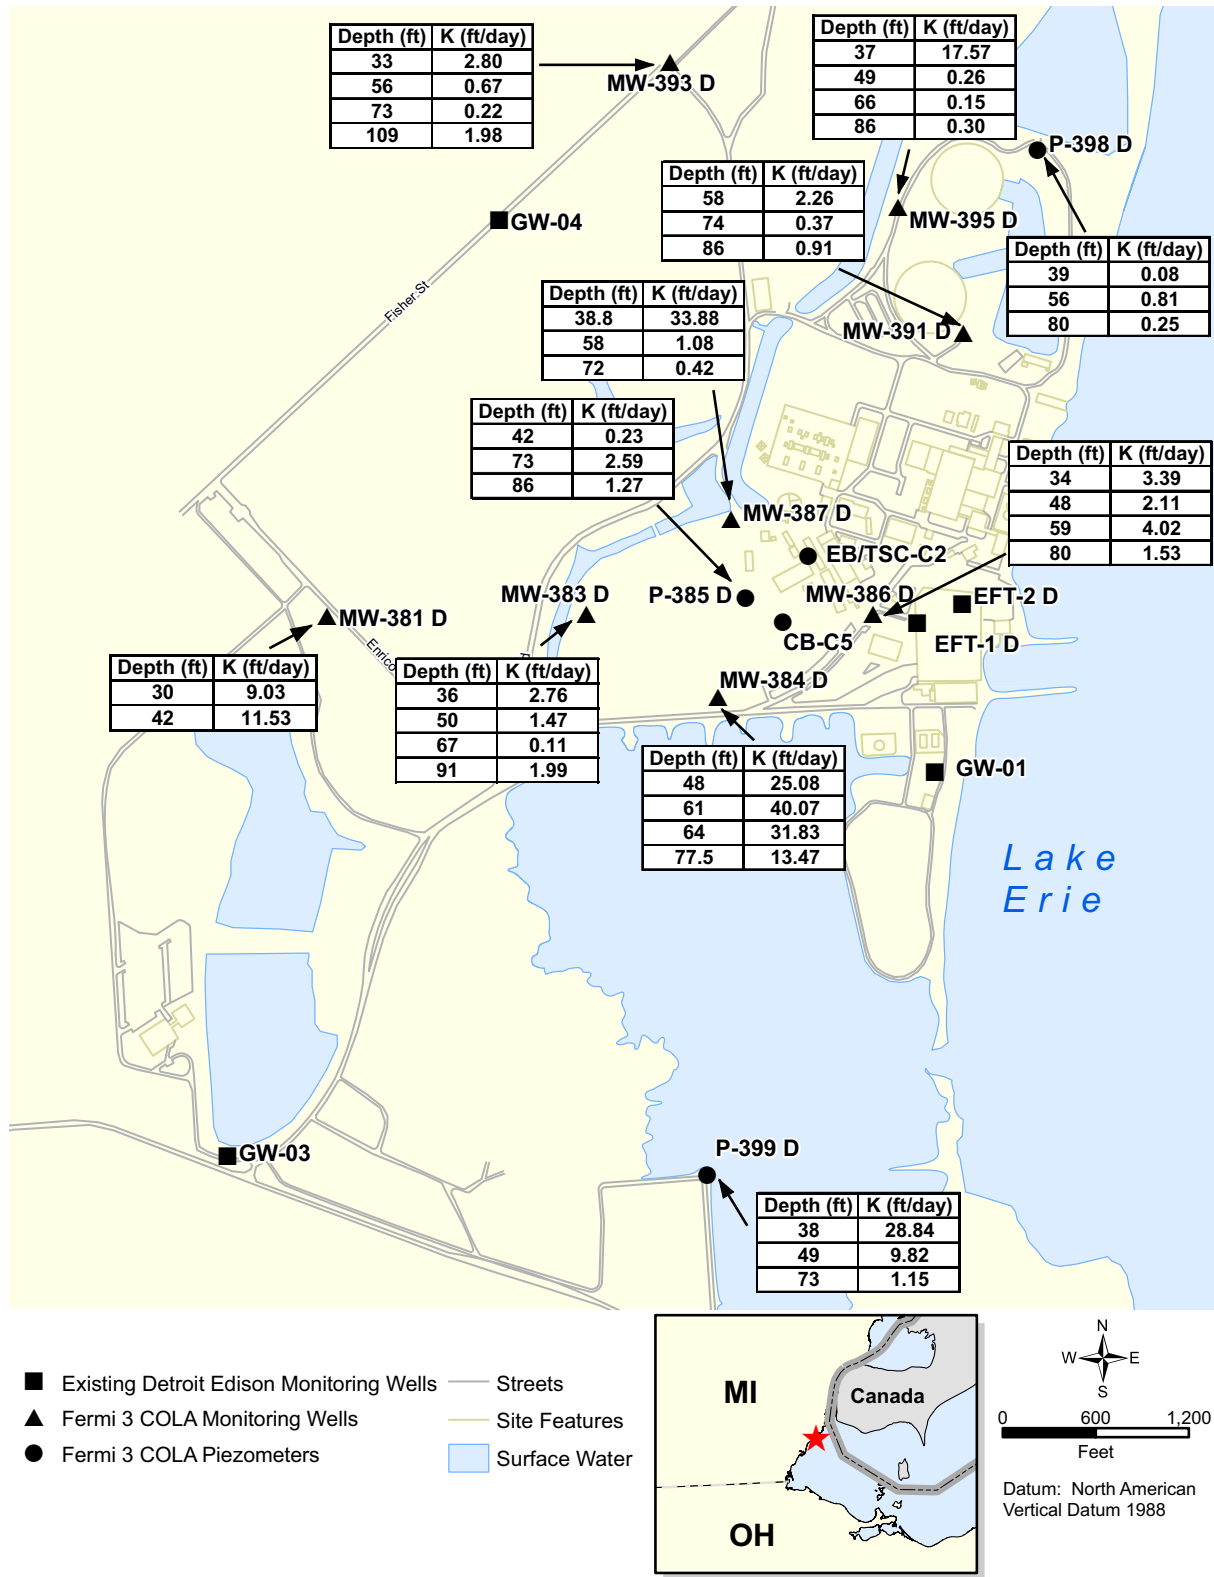 Depth (ft) K (ft/day)
33 2.80
56 0.67
73 0.22
109 1.98
MW-393 D
Depth (ft) K (ft/day)
37 17.57
49 0.26
66 0.15
86 0.30
P-398 D
Depth (ft) K (ft/day)
58 2.26
74 0.37
86 0.91
GW-04
MW-395 D
Depth (ft) K (ft/day)
39 0.08
56 0.81
80 0.25
Fisher St
Depth (ft) K (ft/day)
38.8 33.88
58 1.08
72 0.42
MW-391 D
Depth (ft) K (ft/day)
42 0.23
73 2.59
86 1.27
Depth (ft) K (ft/day)
34 3.39
48 2.11
59 4.02
80 1.53
MW-387 D
EB/TSC-C2
MW-383 D
P-385 D
MW-386 D
EFT-2 D
MW-381 D
CB-C5
EFT-1 D
Enrico
Depth (ft) K (ft/day)
30 9.03
42 11.53
Depth (ft) K (ft/day)
36 2.76
50 1.47
67 0.11
91 1.99
MW-384 D
Depth (ft) K (ft/day)
48 25.08
61 40.07
64 31.83
77.5 13.47
GW-01
Lake
Erie
GW-03
P-399 D
Depth (ft) K (ft/day)
38 28.84
49 9.82
73 1.15
Existing Detroit Edison Monitoring Wells
Fermi 3 COLA Monitoring Wells
Fermi 3 COLA Piezometers
Streets
Site Features
Surface Water
MI
Canada
OH
N
W E
S
0 600 1,200
Feet
Datum: North American
Vertical Datum 1988